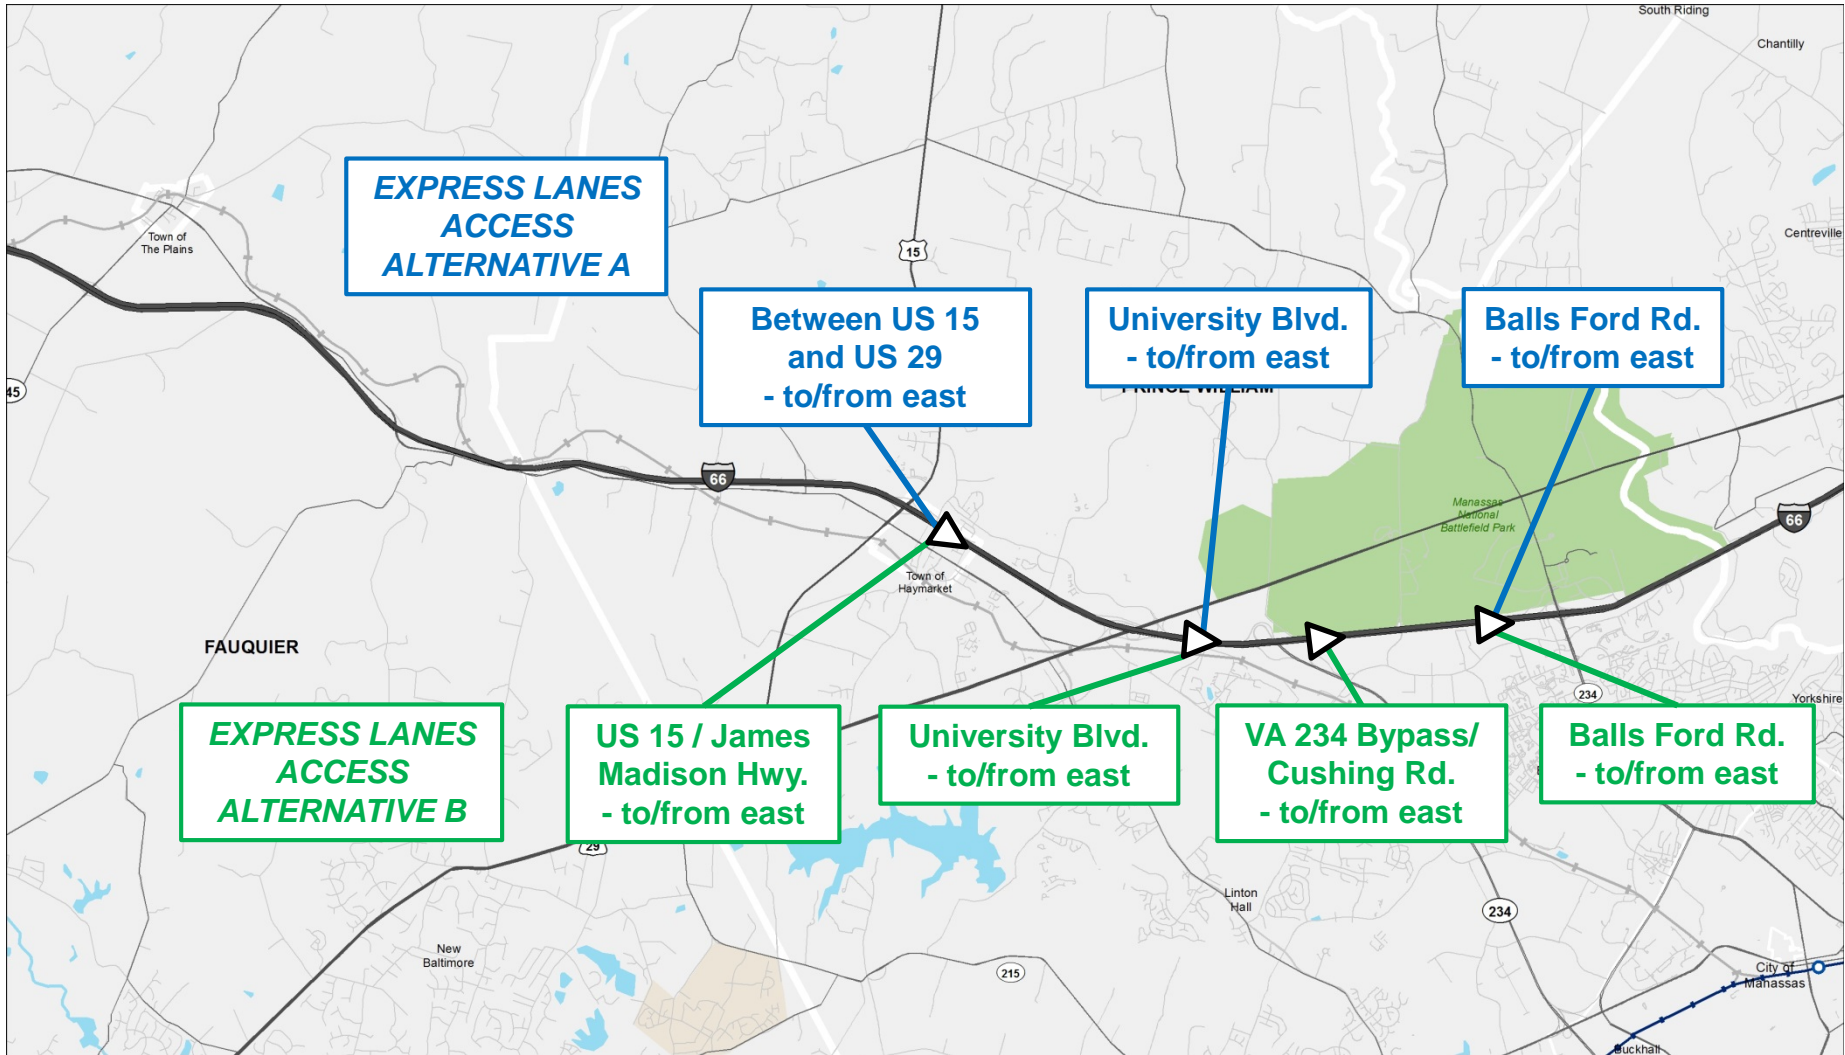 South Riding
Chantilly
EXPRESS LANES
ACCESS
ALTERNATIVE A
Town of
The Plains
Centreville
15
Between US 15
and US 29
- to/from east
University Blvd.
- to/from east
Balls Ford Rd.
- to/from east
PRINCE WILLIAM
45
66
Manassas
National
Battlefield Park
66
Town of
Haymarket
FAUQUIER
234
Yorkshire
EXPRESS LANES
ACCESS
ALTERNATIVE B
US 15 / James
Madison Hwy.
- to/from east
University Blvd.
- to/from east
VA 234 Bypass/
Cushing Rd.
- to/from east
Balls Ford Rd.
- to/from east
29
Linton
Hall
234
New
Baltimore
215
City of
Manassas
Buckhall